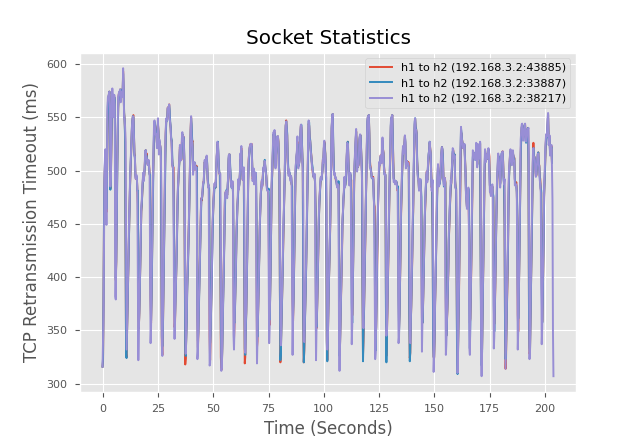 Socket Statistics
h1 to h2 (192.168.3.2:43885)
h1 to h2 (192.168.3.2:33887)
h1 to h2 (192.168.3.2:38217)
TCP Retransmission Timeout (ms)
600
550
500
450
400
350
300
0 25 50 75 100 125 150 175 200
Time (Seconds)